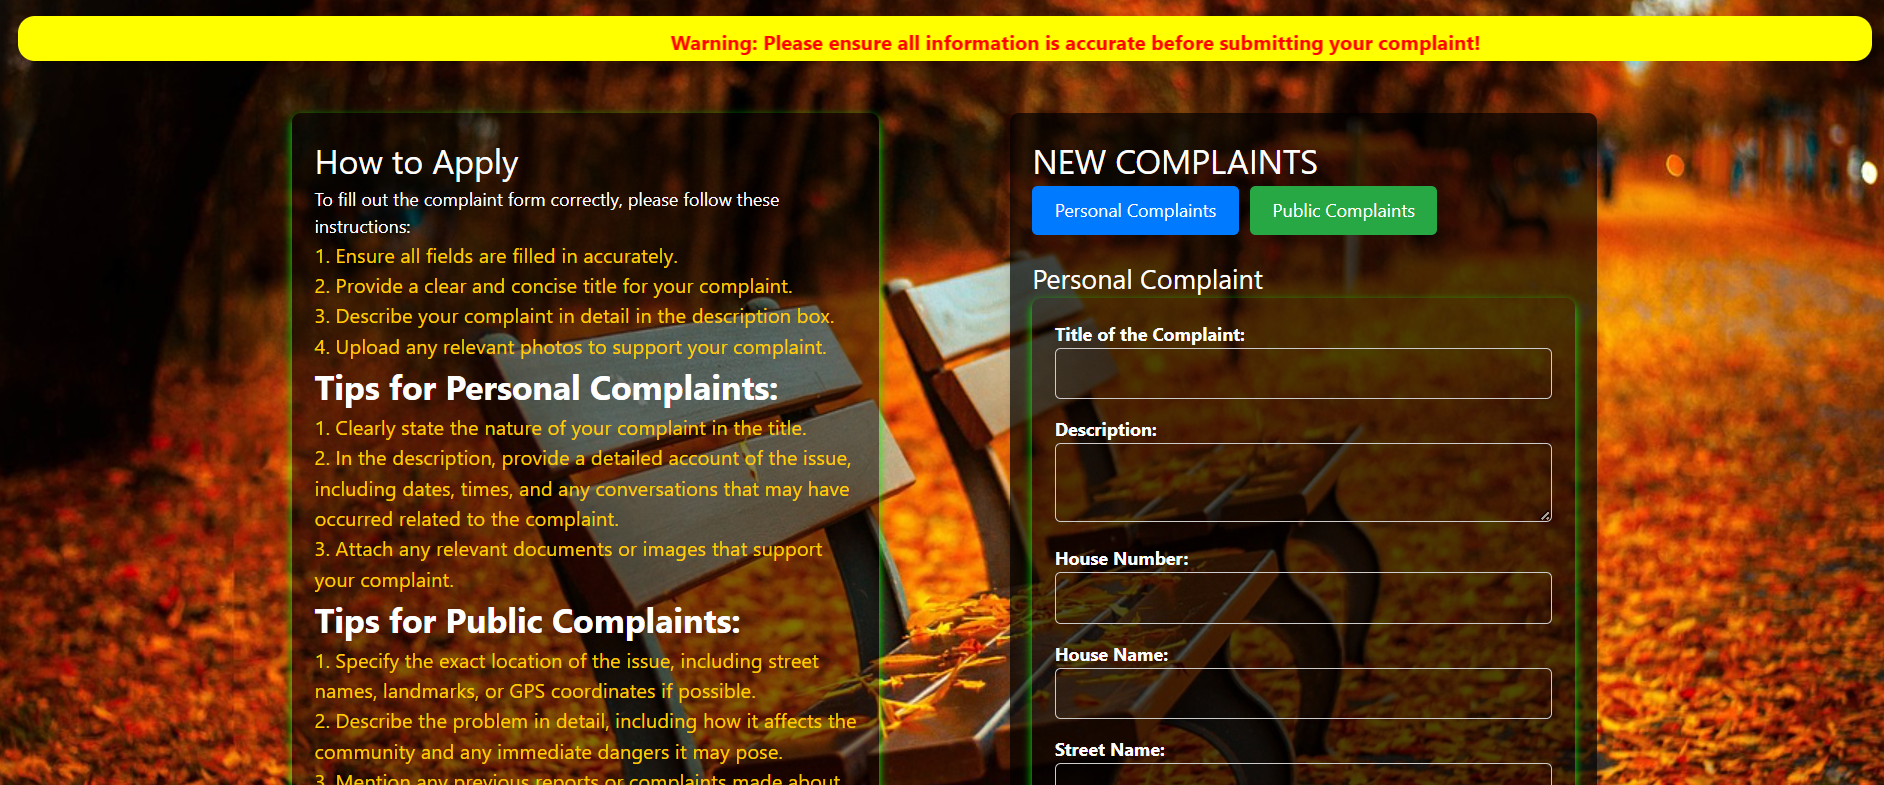 Warning: Please ensure all information is accurate before submitting your complaint!
How to Apply
To fill out the complaint form correctly, please follow these
instructions:
1. Ensure all fields are filled in accurately.
2. Provide a clear and concise title for your complaint.
3. Describe your complaint in detail in the description box.
4. Upload any relevant photos to support your complaint.
Tips for Personal Complaints:
1. Clearly state the nature of your complaint in the title.
2. In the description, provide a detailed account of the issue,
including dates, times, and any conversations that may have
occurred related to the complaint.
3. Attach any relevant documents or images that support
your complaint.
Tips for Public Complaints:
1. Specify the exact location of the issue, including street
names, landmarks, or GPS coordinates if possible.
2. Describe the problem in detail, including how it affects the
community and any immediate dangers it may pose.
3. Mention any previous reports or complaints made about
NEW COMPLAINTS
Personal Complaints
Public Complaints
Personal Complaint
Title of the Complaint:
Description:
House Number:
House Name:
Street Name: